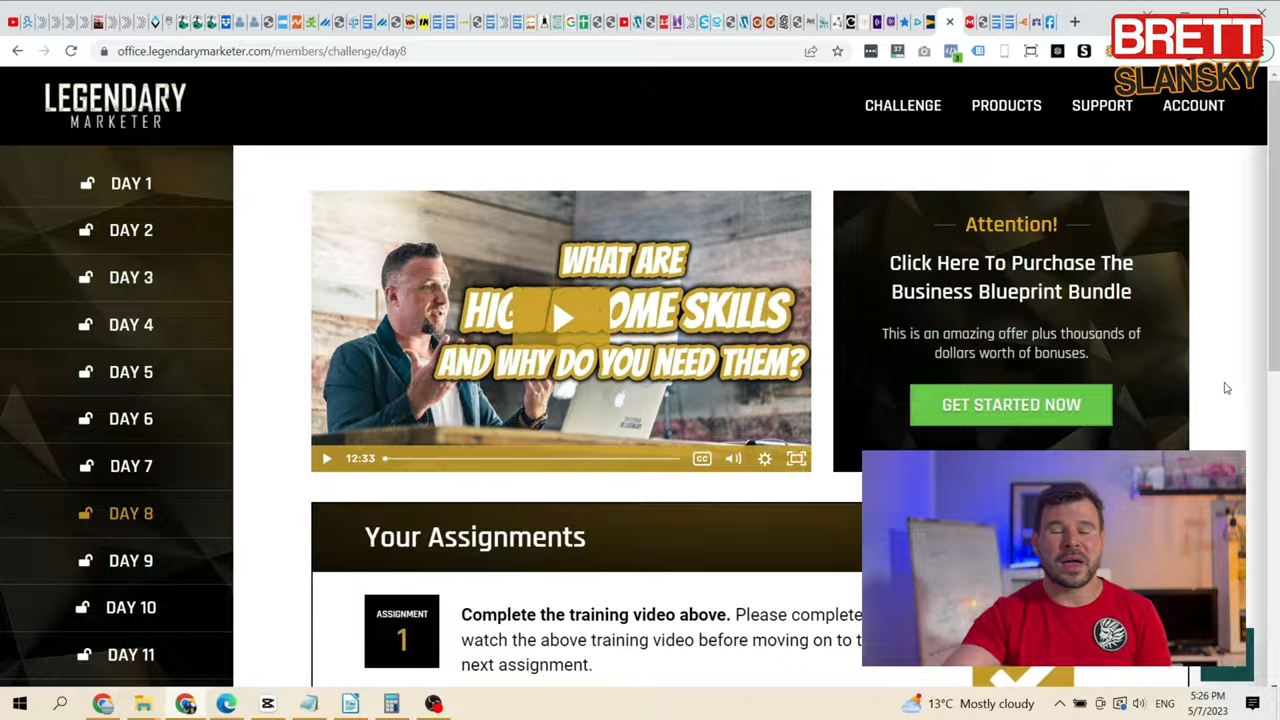 office.legendarymarketer.com/members/challenge/day8
BRETT
SLANSKY
LEGENDARY
MARKETER
CHALLENGE
PRODUCTS
SUPPORT
ACCOUNT
DAY 1
DAY 2
DAY 3
DAY 4
DAY 5
DAY 6
DAY 7
DAY 8
DAY 9
DAY 10
DAY 11
WHAT ARE
OME SKILLS
AND WHY DO YOU NEED THEM?
12:33
CC
Attention!
Click Here To Purchase The
Business Blueprint Bundle
This is an amazing offer plus thousands of
dollars worth of bonuses.
GET STARTED NOW
Your Assignments
ASSIGNMENT
1
Complete the training video above. Please complete
watch the above training video before moving on to t
next assignment.
13°C Mostly cloudy
ENG
5:26 PM
5/7/2023